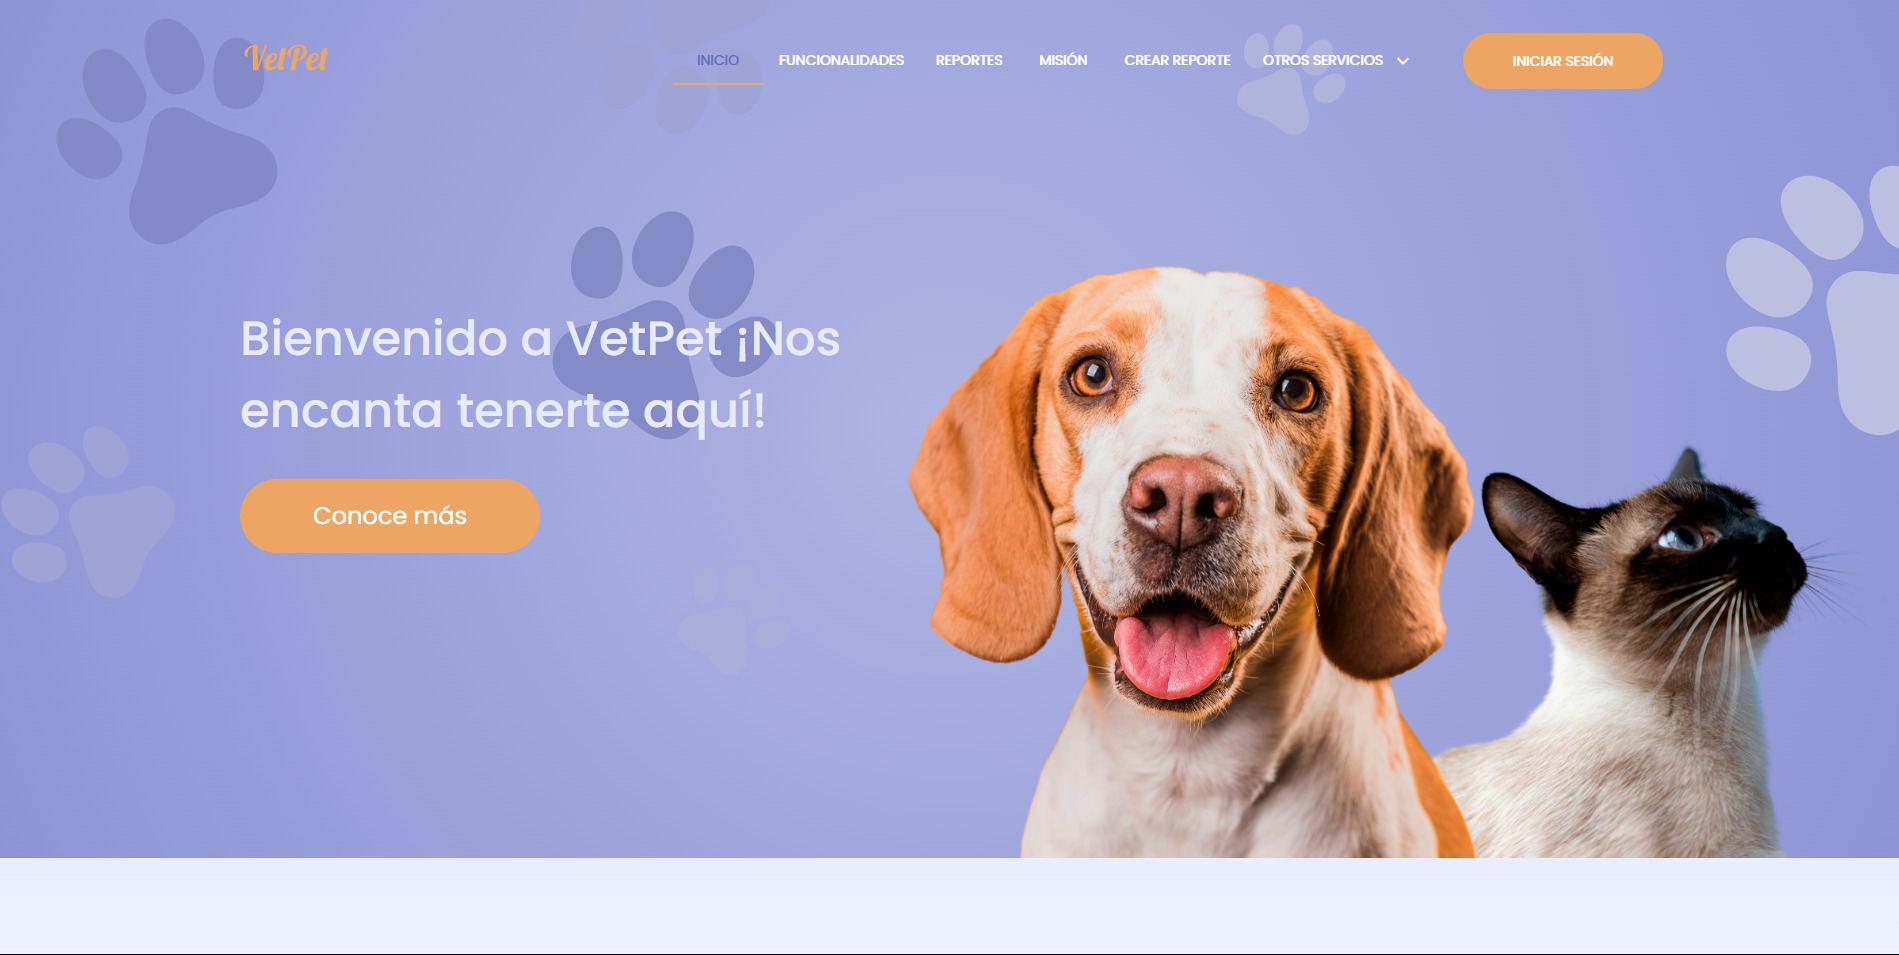 VetPet
INICIO
FUNCIONALIDADES
REPORTES
MISIÓN
CREAR REPORTE
OTROS SERVICIOS
INICIAR SESIÓN
Bienvenido a VetPet ¡Nos
encanta tenerte aquí!
Conoce más